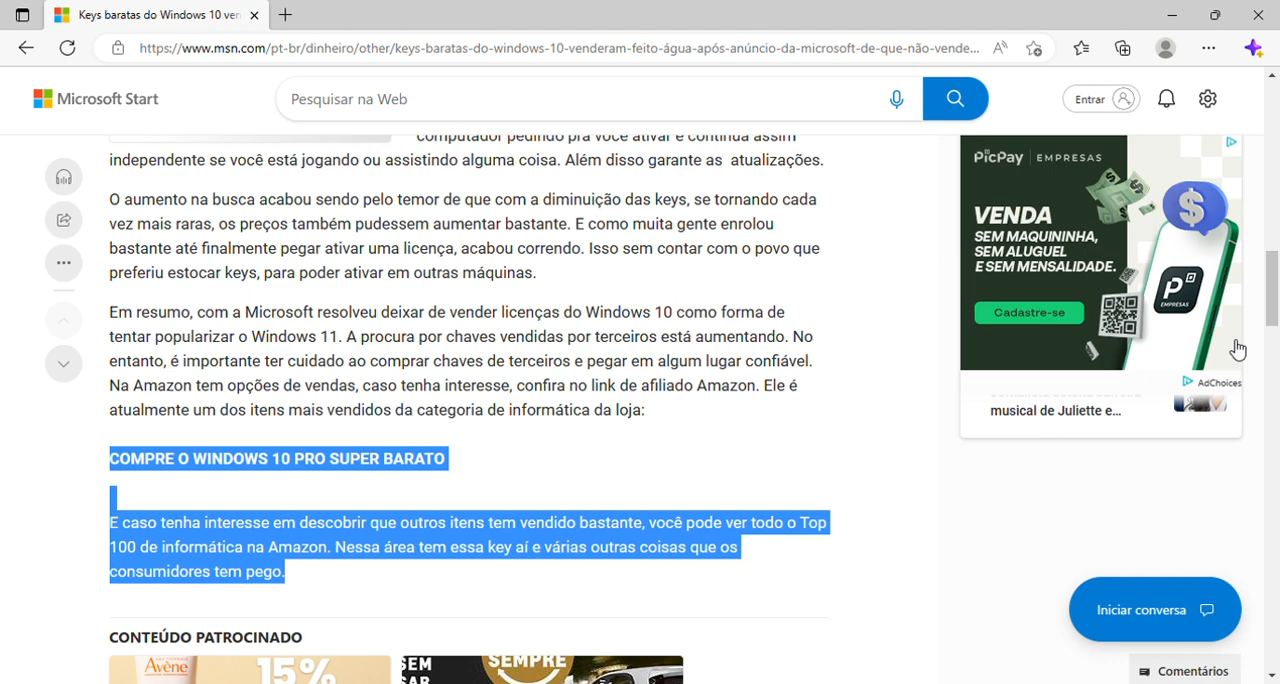 Keys baratas do Windows 10 ven
https://www.msn.com/pt-br/dinheiro/other/keys-baratas-do-windows-10-venderam-feito-água-após-anúncio-da-microsoft-de-que-não-vende...
Microsoft Start
Pesquisar na Web
Entrar
computador pedindo pra você ativar e continua assim
independente se você está jogando ou assistindo alguma coisa. Além disso garante as atualizações.
O aumento na busca acabou sendo pelo temor de que com a diminuição das keys, se tornando cada
vez mais raras, os preços também pudessem aumentar bastante. E como muita gente enrolou
bastante até finalmente pegar ativar uma licença, acabou correndo. Isso sem contar com o povo que
preferiu estocar keys, para poder ativar em outras máquinas.
Em resumo, com a Microsoft resolveu deixar de vender licenças do Windows 10 como forma de
tentar popularizar o Windows 11. A procura por chaves vendidas por terceiros está aumentando. No
entanto, é importante ter cuidado ao comprar chaves de terceiros e pegar em algum lugar confiável.
Na Amazon tem opções de vendas, caso tenha interesse, confira no link de afiliado Amazon. Ele é
atualmente um dos itens mais vendidos da categoria de informática da loja:
COMPRE O WINDOWS 10 PRO SUPER BARATO
E caso tenha interesse em descobrir que outros itens tem vendido bastante, você pode ver todo o Top
100 de informática na Amazon. Nessa área tem essa key aí e várias outras coisas que os
consumidores tem pego.
CONTEÚDO PATROCINADO
Avène
15%
SEM
SEMPRE
PicPay | EMPRESAS
VENDA
SEM MAQUININHA,
SEM ALUGUEL
E SEM MENSALIDADE.
Cadastre-se
EMPRESAS
AdChoices
musical de Juliette e...
Iniciar conversa
Comentários